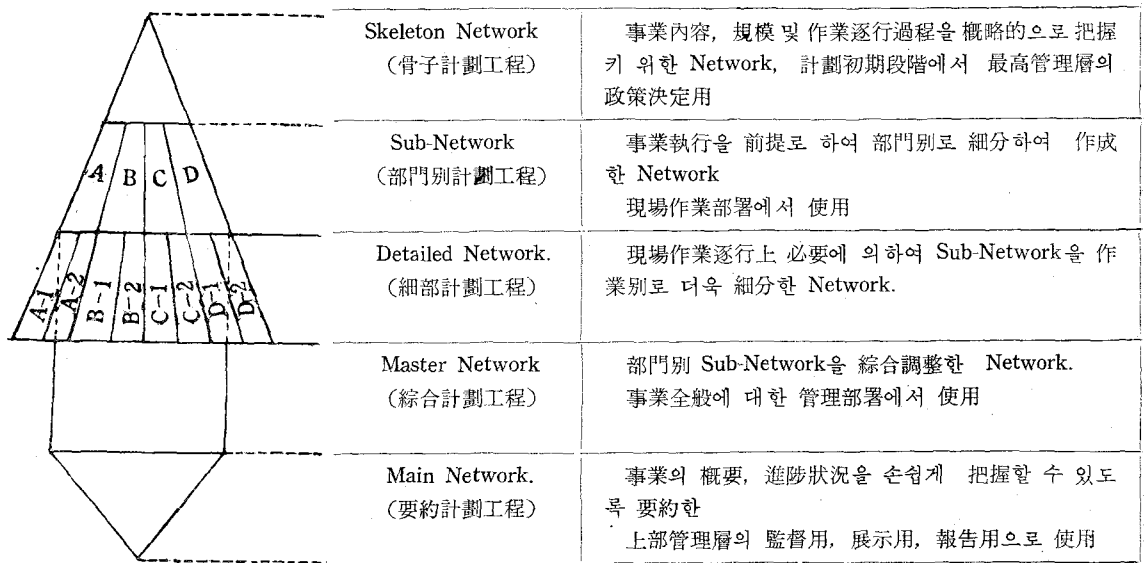 Skeleton Network
(骨子計劃工程)
事業內容, 規模 및 作業逐行過程을 槪略的으로 把握
키 위한 Network, 計劃初期段階에서 最高管理層의
政策決定用
A B C D
Sub-Network
(部門別計劃工程)
事業執行을 前提로 하여 部門別로 細分하여 作成
한 Network
現場作業部署에서 使用
A-1 A-2 B-1 B-2 C-1 C-2 D-1 D-2
Detailed Network.
(細部計劃工程)
現場作業逐行上 必要에 의하여 Sub-Network을 作
業別로 더욱 細分한 Network.
Master Network
(綜合計劃工程)
部門別 Sub-Network을 綜合調整한 Network.
事業全般에 대한 管理部署에서 使用
Main Network.
(要約計劃工程)
事業의 槪要, 進陟狀況을 손쉽게 把握할 수 있도
록 要約한
上部管理層의 監督用, 展示用, 報告用으로 使用